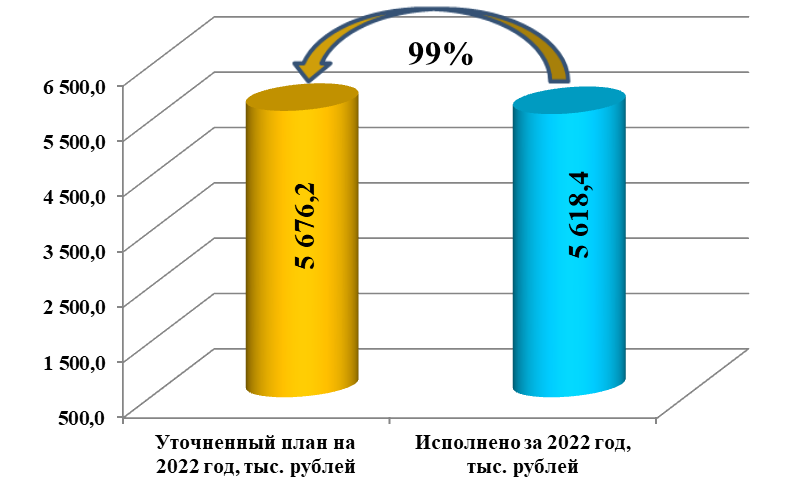 99%
6 500,0
5 500,0
4 500,0
3 500,0
2 500,0
1 500,0
500,0
5 676,2
5 618,4
Уточненный план на
2022 год, тыс. рублей
Исполнено за 2022 год,
тыс. рублей